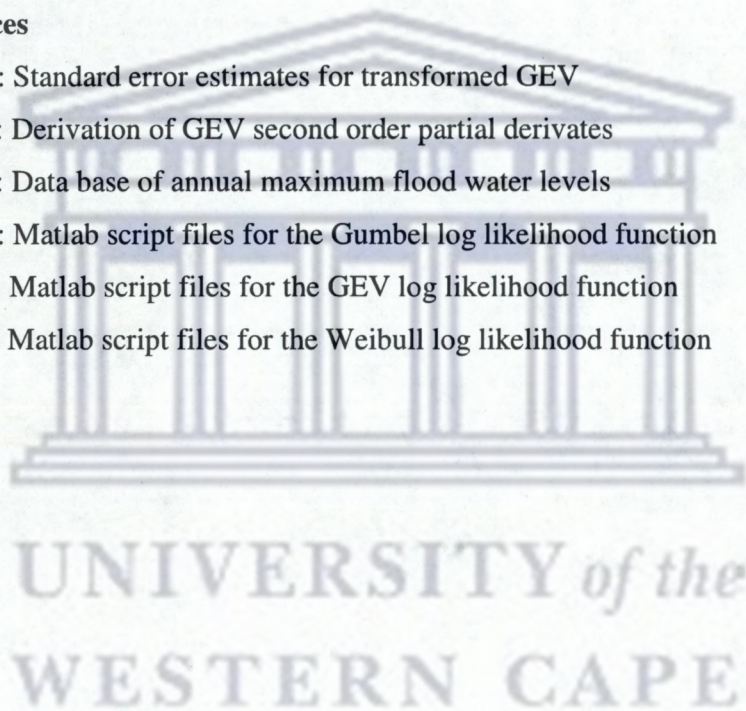 ces
: Standard error estimates for transformed GEV
: Derivation of GEV second order partial derivates
: Data base of annual maximum flood water levels
: Matlab script files for the Gumbel log likelihood function
Matlab script files for the GEV log likelihood function
Matlab script files for the Weibull log likelihood function
UNIVERSITY of the
WESTERN CAPE